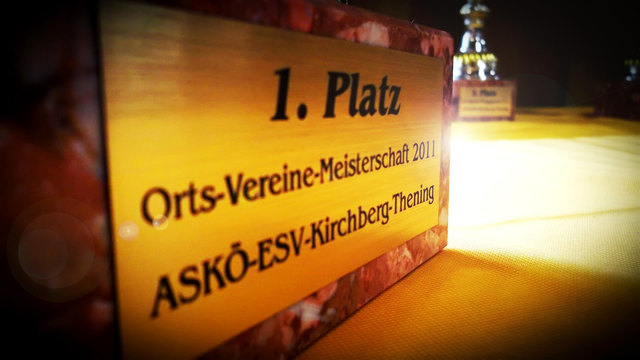 1. Platz
Orts-Vereine-Meisterschaft 2011
ASKÖ-ESV-Kirchberg-Thening